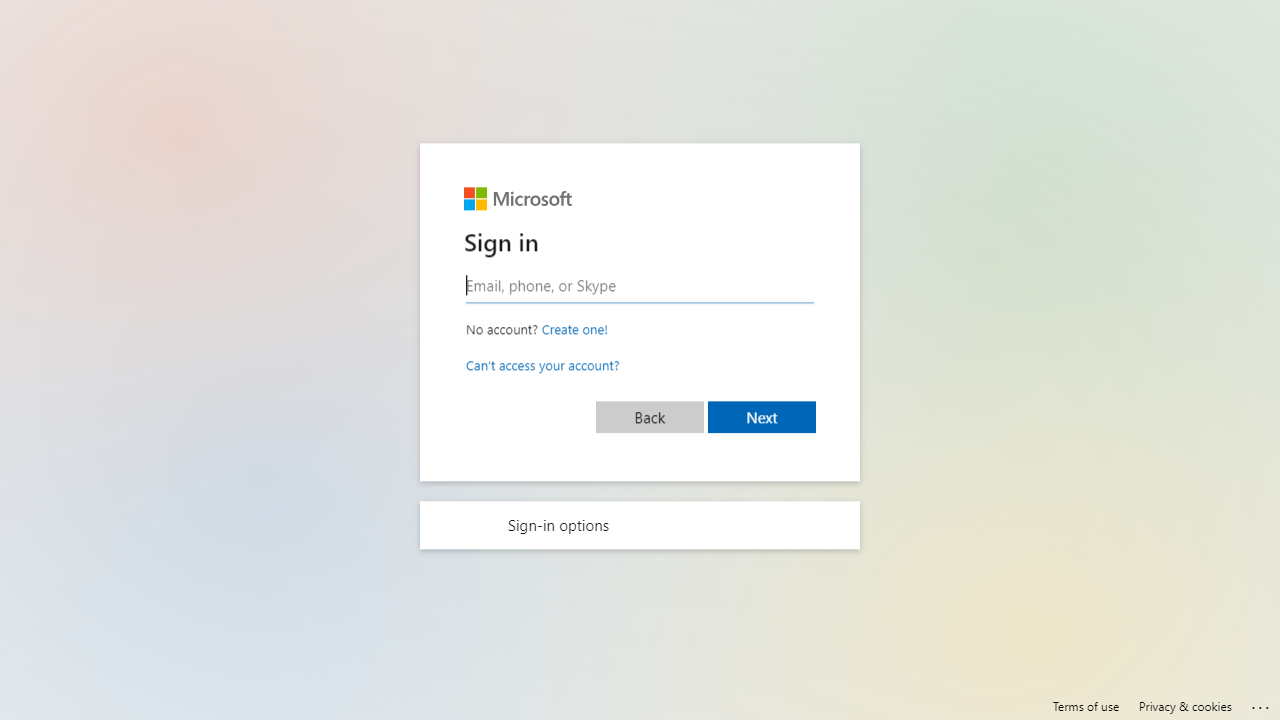 Microsoft
Sign in
Email, phone, or Skype
No account? Create one!
Can't access your account?
Back Next
Sign-in options
Terms of use Privacy & cookies ...